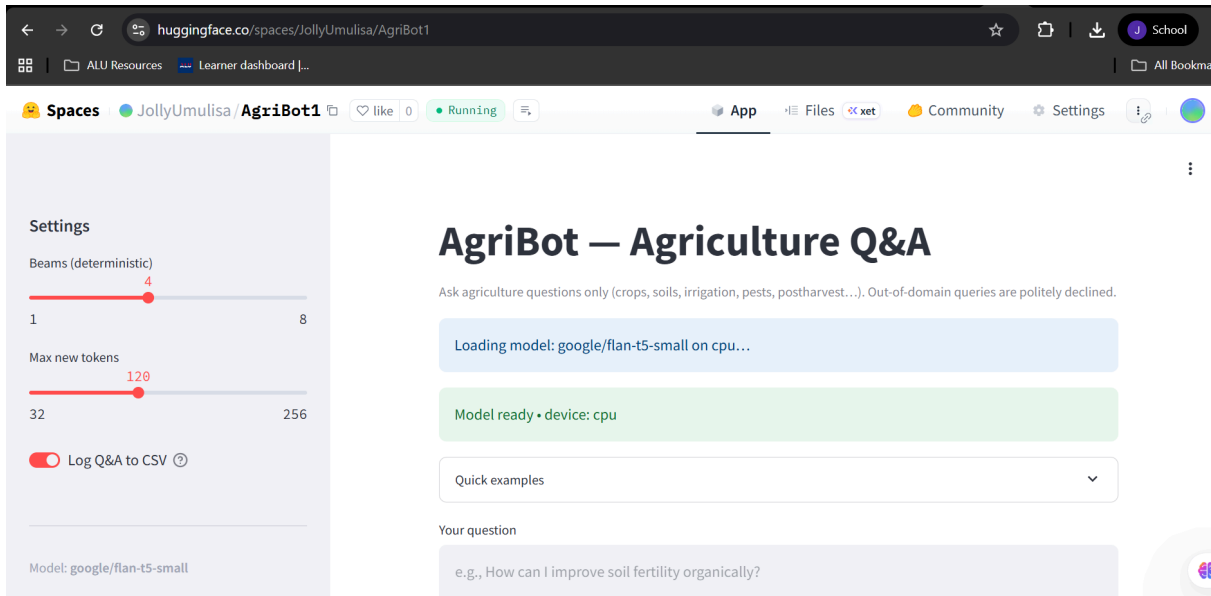 huggingface.co/spaces/JollyUmulisa/AgriBot1
J School
ALU Resources
Learner dashboard |...
All Bookma
Spaces JollyUmulisa/AgriBot1 like 0 • Running
App Files xet Community Settings
Settings
Beams (deterministic)
4
1 8
Max new tokens
120
32 256
Log Q&A to CSV ?
Model: google/flan-t5-small
AgriBot — Agriculture Q&A
Ask agriculture questions only (crops, soils, irrigation, pests, postharvest…). Out-of-domain queries are politely declined.
Loading model: google/flan-t5-small on cpu…
Model ready • device: cpu
Quick examples
Your question
e.g., How can I improve soil fertility organically?